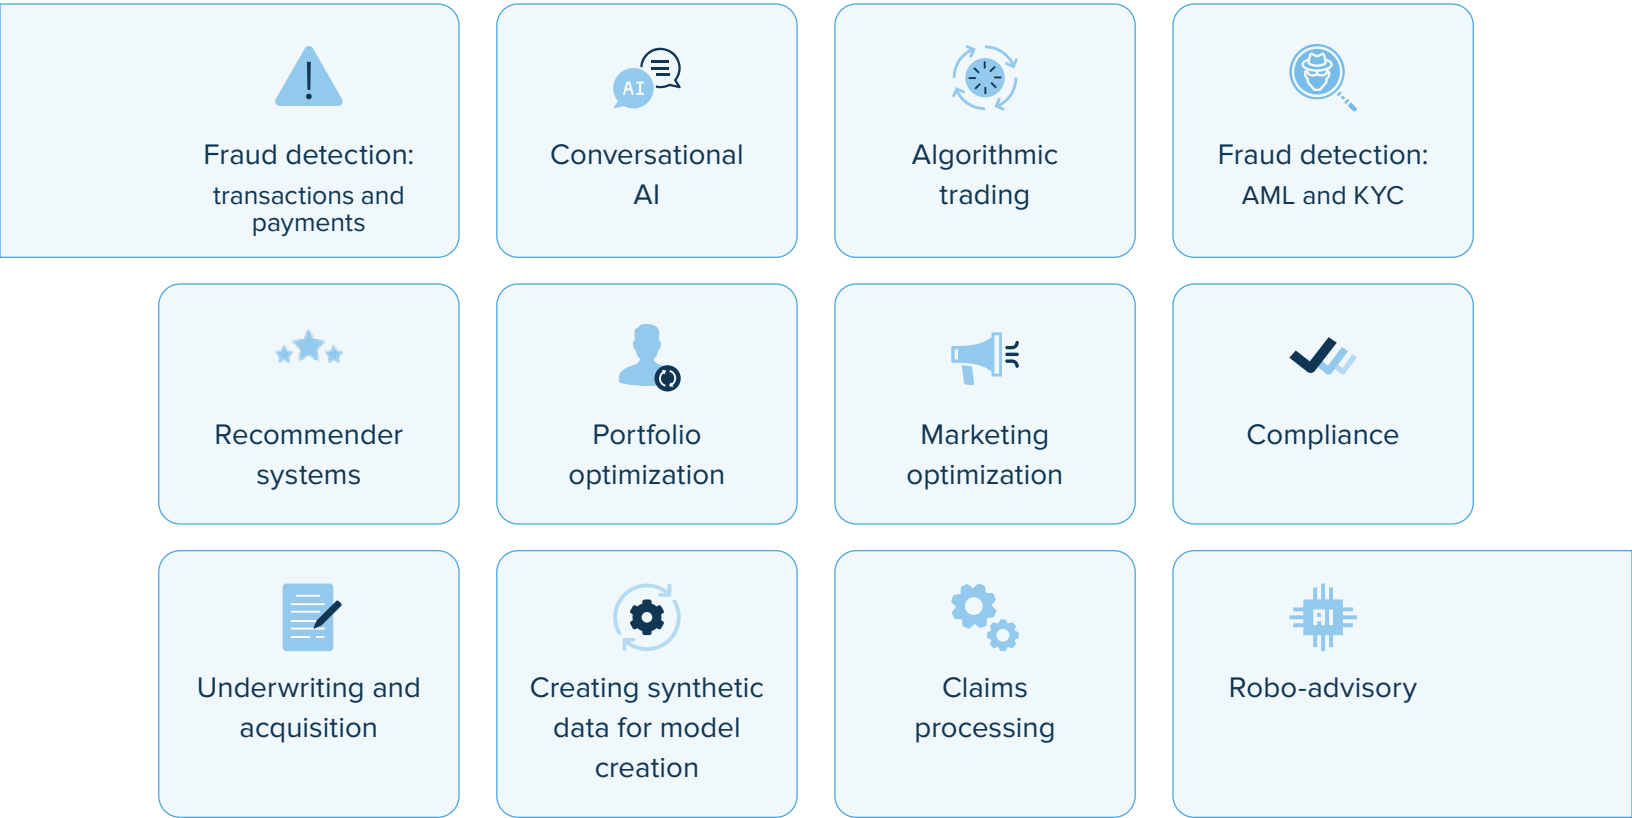 Fraud detection:
transactions and
payments
AI
Conversational
AI
Algorithmic
trading
Fraud detection:
AML and KYC
Recommender
systems
Portfolio
optimization
Marketing
optimization
Compliance
Underwriting and
acquisition
Creating synthetic
data for model
creation
Claims
processing
AI
Robo-advisory